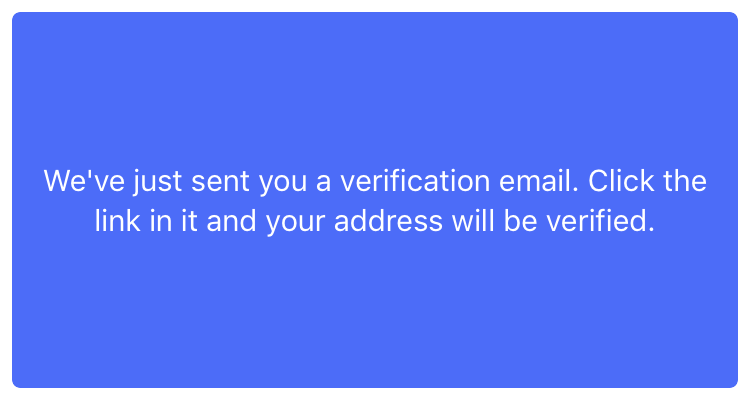 We've just sent you a verification email. Click the
link in it and your address will be verified.